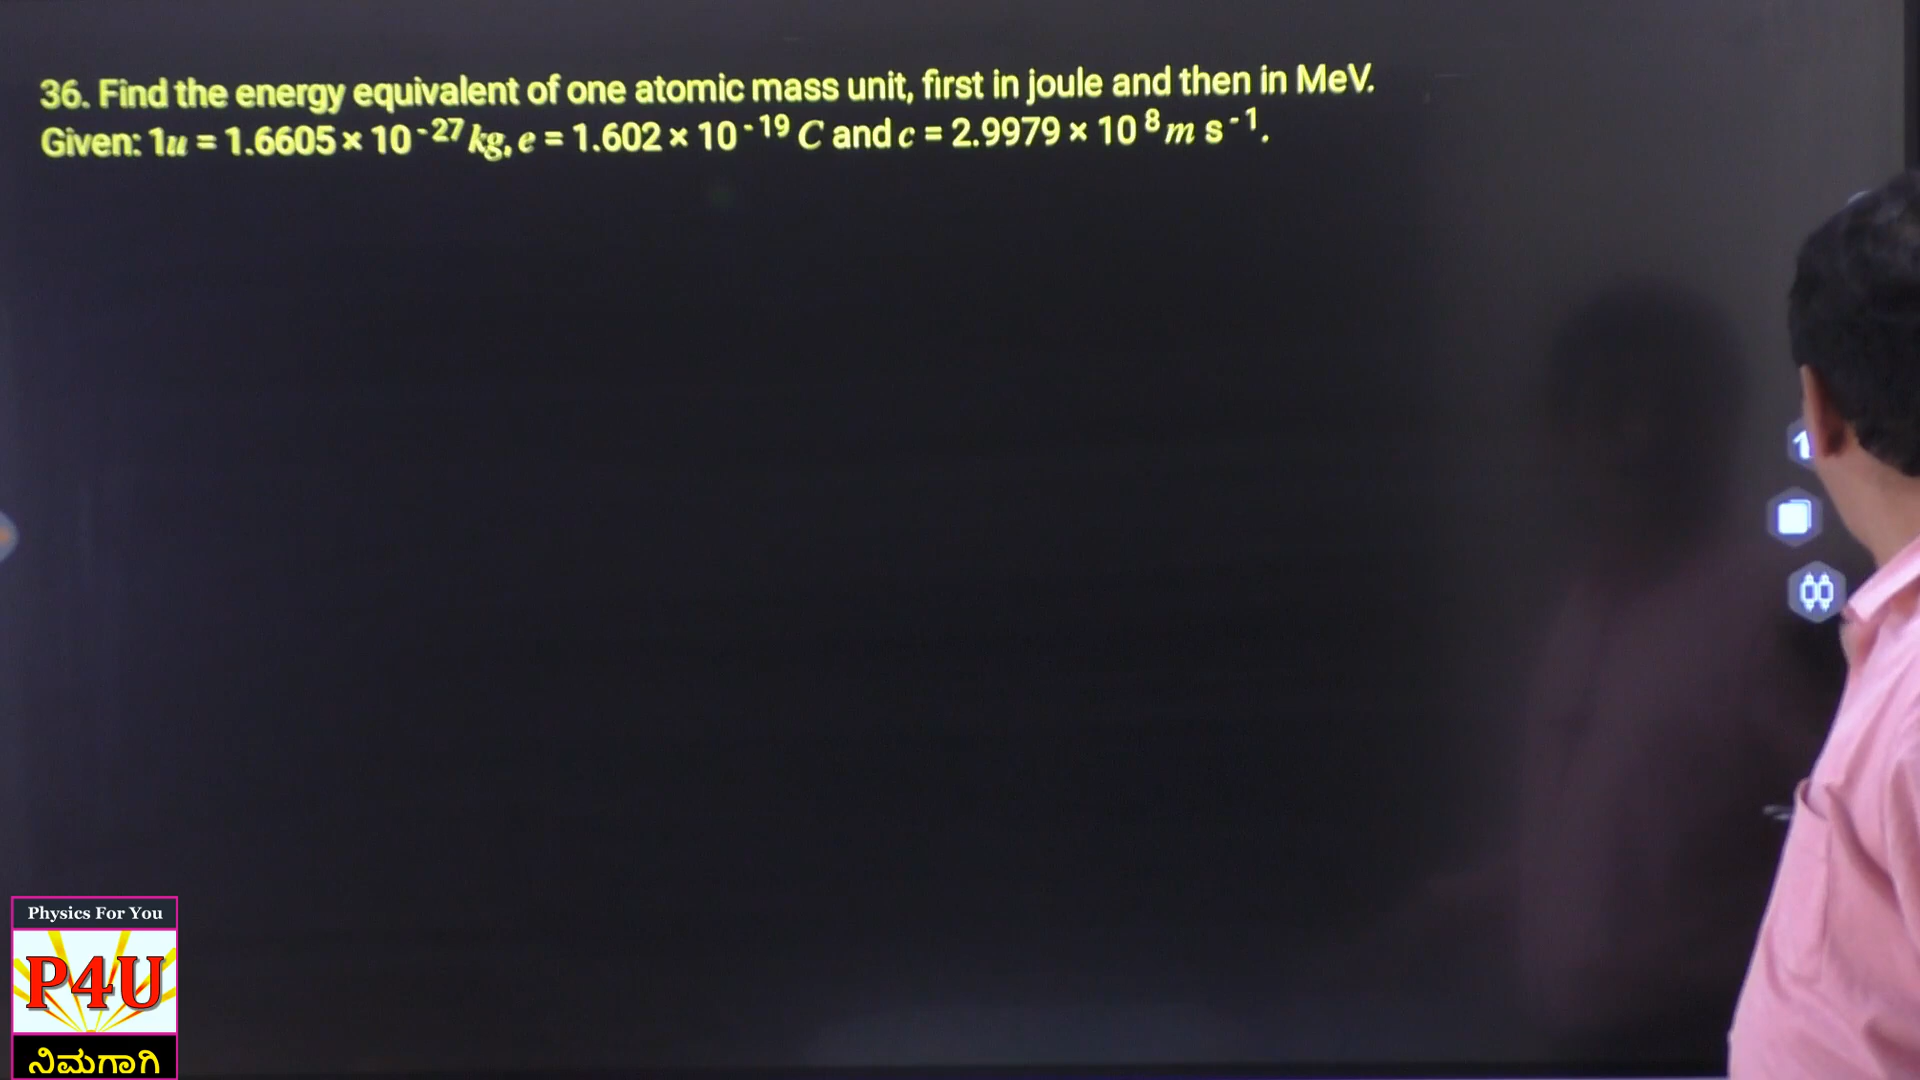 36. Find the energy equivalent of one atomic mass unit, first in joule and then in MeV.
Given: 1u = 1.6605 × 10⁻²⁷ kg, e = 1.602 × 10⁻¹⁹ C and c = 2.9979 × 10⁸ m s⁻¹.
Physics For You
P4U
ನಿಮಗಾಗಿ